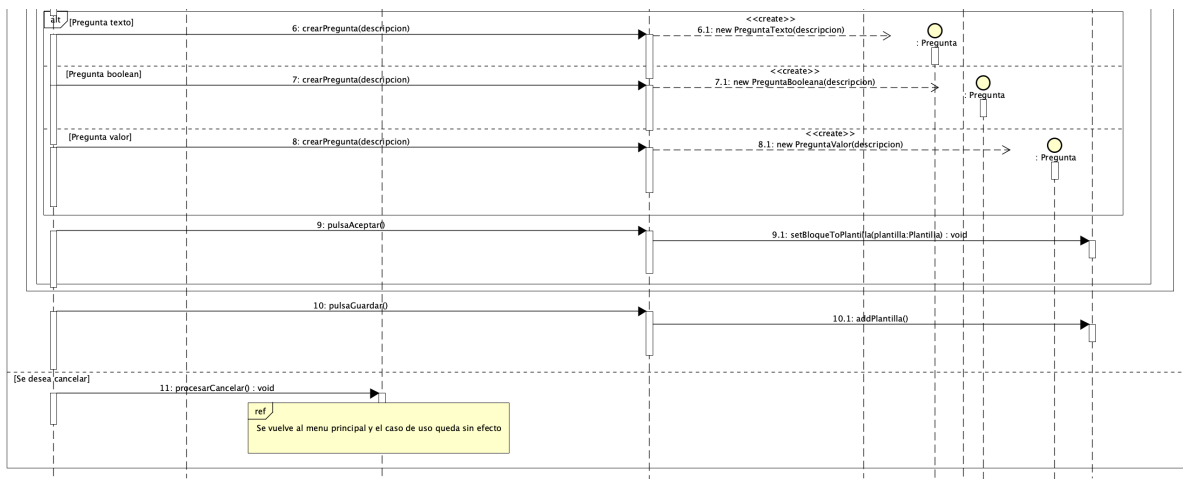 alt
[Pregunta texto]
6: crearPregunta(descripcion)
<<create>>
6.1: new PreguntaTexto(descripcion)
: Pregunta
[Pregunta boolean]
7: crearPregunta(descripcion)
<<create>>
7.1: new PreguntaBooleana(descripcion)
: Pregunta
[Pregunta valor]
8: crearPregunta(descripcion)
<<create>>
8.1: new PreguntaValor(descripcion)
: Pregunta
9: pulsaAceptar()
9.1: setBloqueToPlantilla(plantilla:Plantilla) : void
10: pulsaGuardar()
10.1: addPlantilla()
[Se desea cancelar]
11: procesarCancelar() : void
ref
Se vuelve al menu principal y el caso de uso queda sin efecto